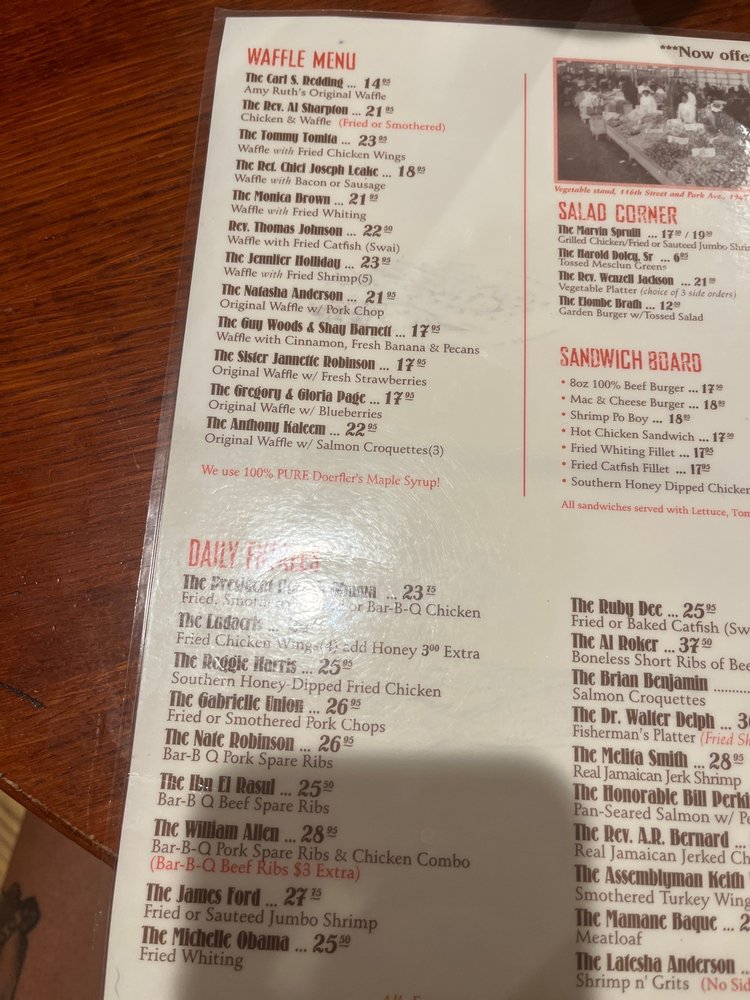 WAFFLE MENU
The Carl S. Redding ... 14 95
Amy Ruth's Original Waffle
The Rev. Al Sharpton ... 21 95
Chicken & Waffle (Fried or Smothered)
The Tommy Tomita ... 23 95
Waffle with Fried Chicken Wings
The Ret. Chief Joseph Leake ... 18 95
Waffle with Bacon or Sausage
The Monica Brown ... 21 95
Waffle with Fried Whiting
Rev. Thomas Johnson ... 22 50
Waffle with Fried Catfish (Swai)
The Jennifer Holliday ... 23 95
Waffle with Fried Shrimp(5)
The Natasha Anderson ... 21 95
Original Waffle w/ Pork Chop
The Guy Woods & Shay Barnett ... 17 95
Waffle with Cinnamon, Fresh Banana & Pecans
The Sister Jannette Robinson ... 17 95
Original Waffle w/ Fresh Strawberries
The Gregory & Gloria Page ... 17 95
Original Waffle w/ Blueberries
The Anthony Kaleem ... 22 95
Original Waffle w/ Salmon Croquettes(3)
We use 100% PURE Doerfler's Maple Syrup!
***Now offe
Vegetable stand, 116th Street and Park Ave.,
SALAD CORNER
The Marvin Spruill ... 17 / 19
Grilled Chicken/Fried or Sauteed Jumbo Shri
The Harold Doley, Sr ... 6 95
Tossed Mesclun Greens
The Rev. Wenzell Jackson ... 21
Vegetable Platter (choice of 3 side orders)
The Elombe Brath ... 12
Garden Burger w/Tossed Salad
SANDWICH BOARD
• 8oz 100% Beef Burger ... 17
• Mac & Cheese Burger ... 18 95
• Shrimp Po Boy ... 18 95
• Hot Chicken Sandwich ... 17
• Fried Whiting Fillet ... 17 95
• Fried Catfish Fillet ... 17 95
• Southern Honey Dipped Chicken
All sandwiches served with Lettuce, Tom
DAILY
The President ... 23 75
Fried, or Bar-B-Q Chicken
The Ludacris ...
Fried Chicken Wings(4) add Honey 3 00 Extra
The Reggie Harris ... 25 95
Southern Honey-Dipped Fried Chicken
The Gabrielle Union ... 26 95
Fried or Smothered Pork Chops
The Nate Robinson ... 26 95
Bar-B Q Pork Spare Ribs
The Ibn El Rasul ... 25 50
Bar-B Q Beef Spare Ribs
The William Allen ... 28 95
Bar-B-Q Pork Spare Ribs & Chicken Combo
(Bar-B-Q Beef Ribs $3 Extra)
The James Ford ... 27 75
Fried or Sauteed Jumbo Shrimp
The Michelle Obama ... 25 50
Fried Whiting
The Ruby Dee ... 25 95
Fried or Baked Catfish (Swa
The Al Roker ... 37 50
Boneless Short Ribs of Bee
The Brian Benjamin ..........
Salmon Croquettes
The Dr. Walter Delph ... 3
Fisherman's Platter (Fried Sh
The Melita Smith ... 28 95
Real Jamaican Jerk Shrimp
The Honorable Bill Perki
Pan-Seared Salmon w/ Pe
The Rev. A.R. Bernard ...
Real Jamaican Jerked Ch
The Assemblyman Keith
Smothered Turkey Wing
The Mamane Baque ... 2
Meatloaf
The Latesha Anderson ..
Shrimp n' Grits (No Sid